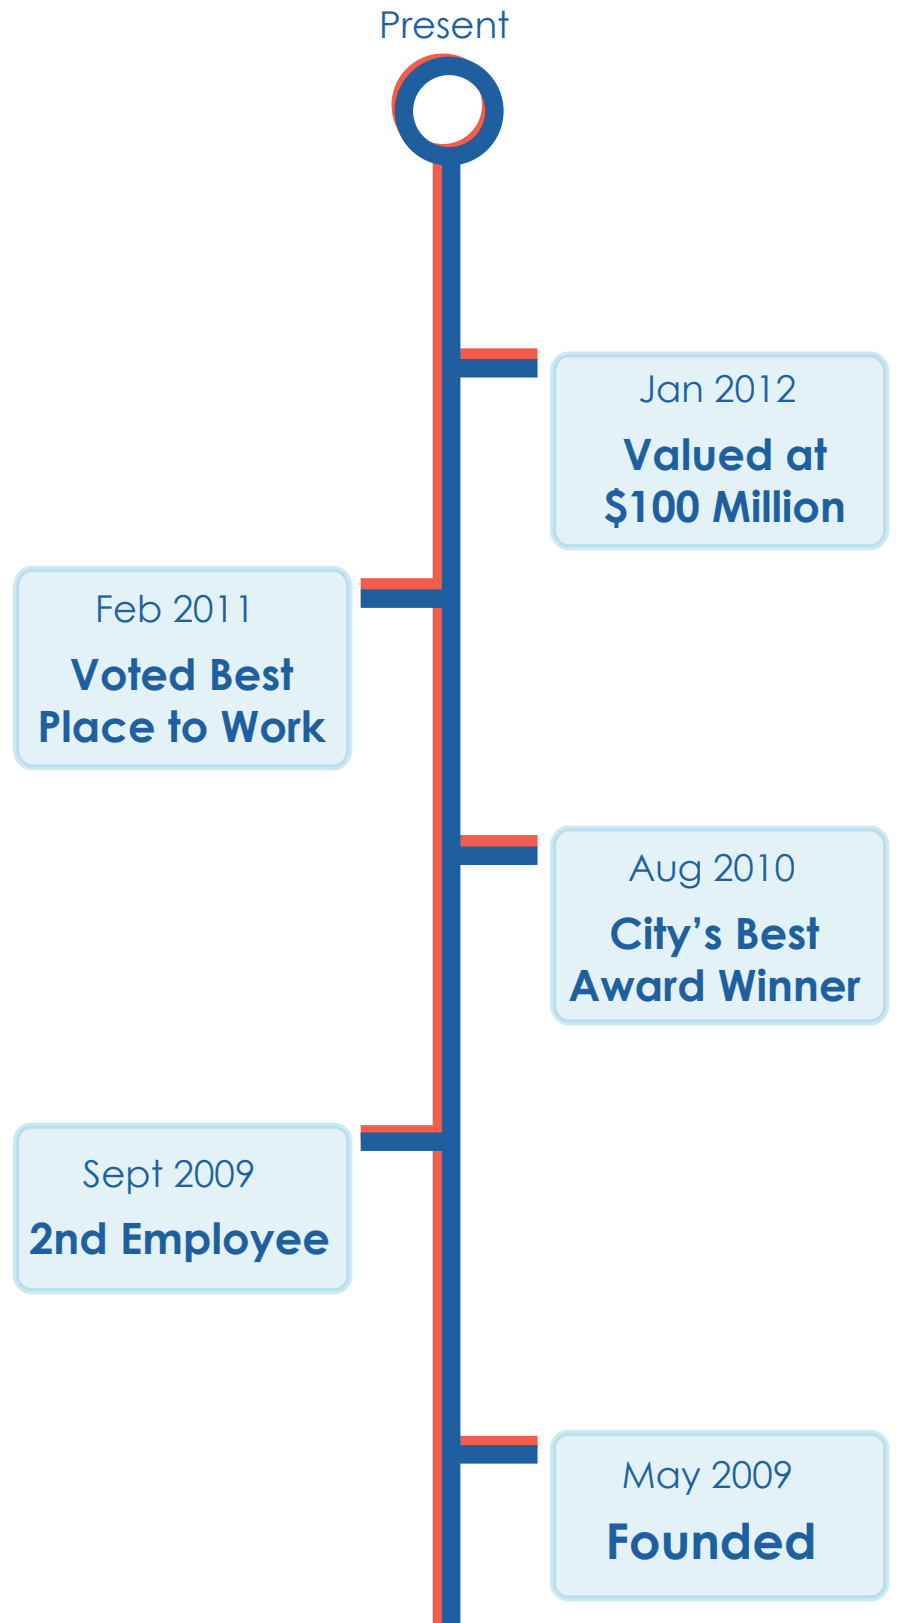 Present
Jan 2012
Valued at
$100 Million
Feb 2011
Voted Best
Place to Work
Aug 2010
City’s Best
Award Winner
Sept 2009
2nd Employee
May 2009
Founded